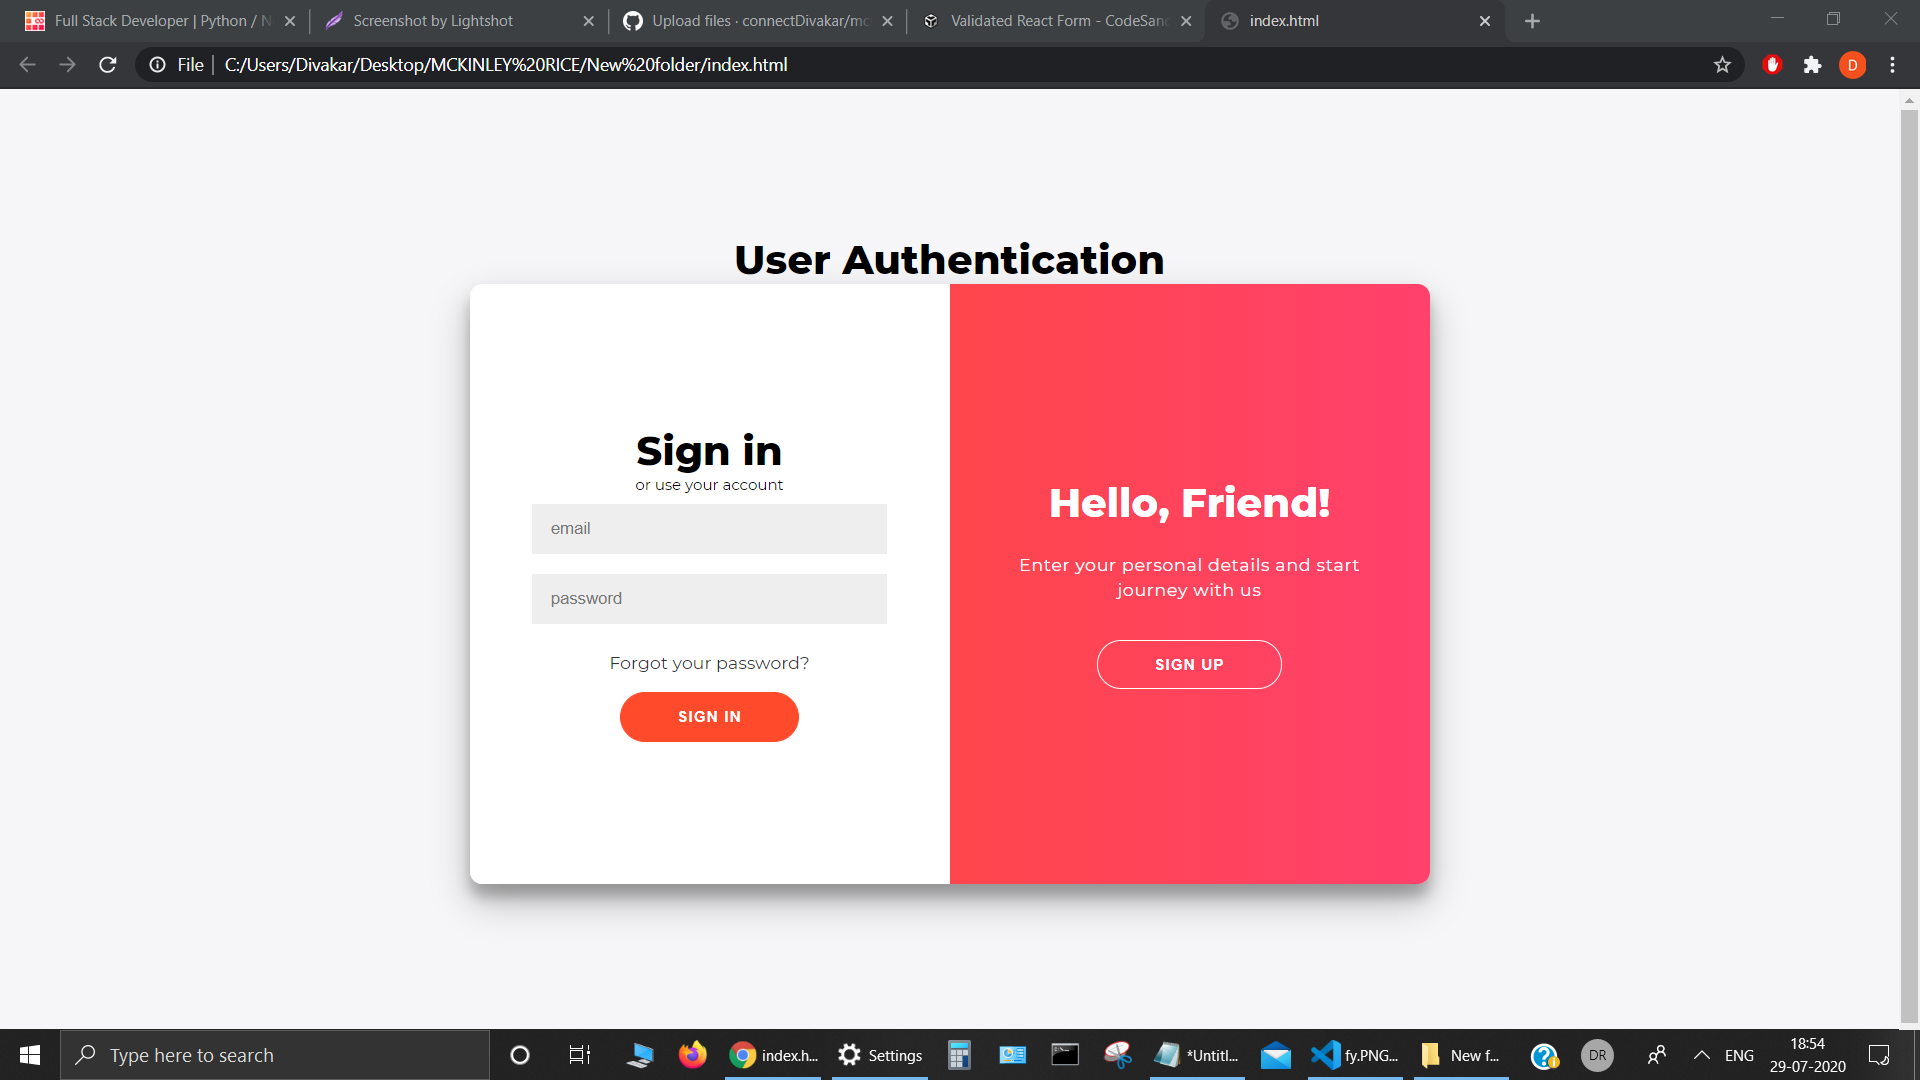 Full Stack Developer | Python / N
Screenshot by Lightshot
Upload files · connectDivakar/mc
Validated React Form - CodeSand
index.html
File
C:/Users/Divakar/Desktop/MCKINLEY%20RICE/New%20folder/index.html
D
User Authentication
Sign in
or use your account
email
password
Forgot your password?
SIGN IN
Hello, Friend!
Enter your personal details and start
journey with us
SIGN UP
Type here to search
index.h...
Settings
*Untitl...
fy.PNG...
New f...
DR
ENG
18:54
29-07-2020